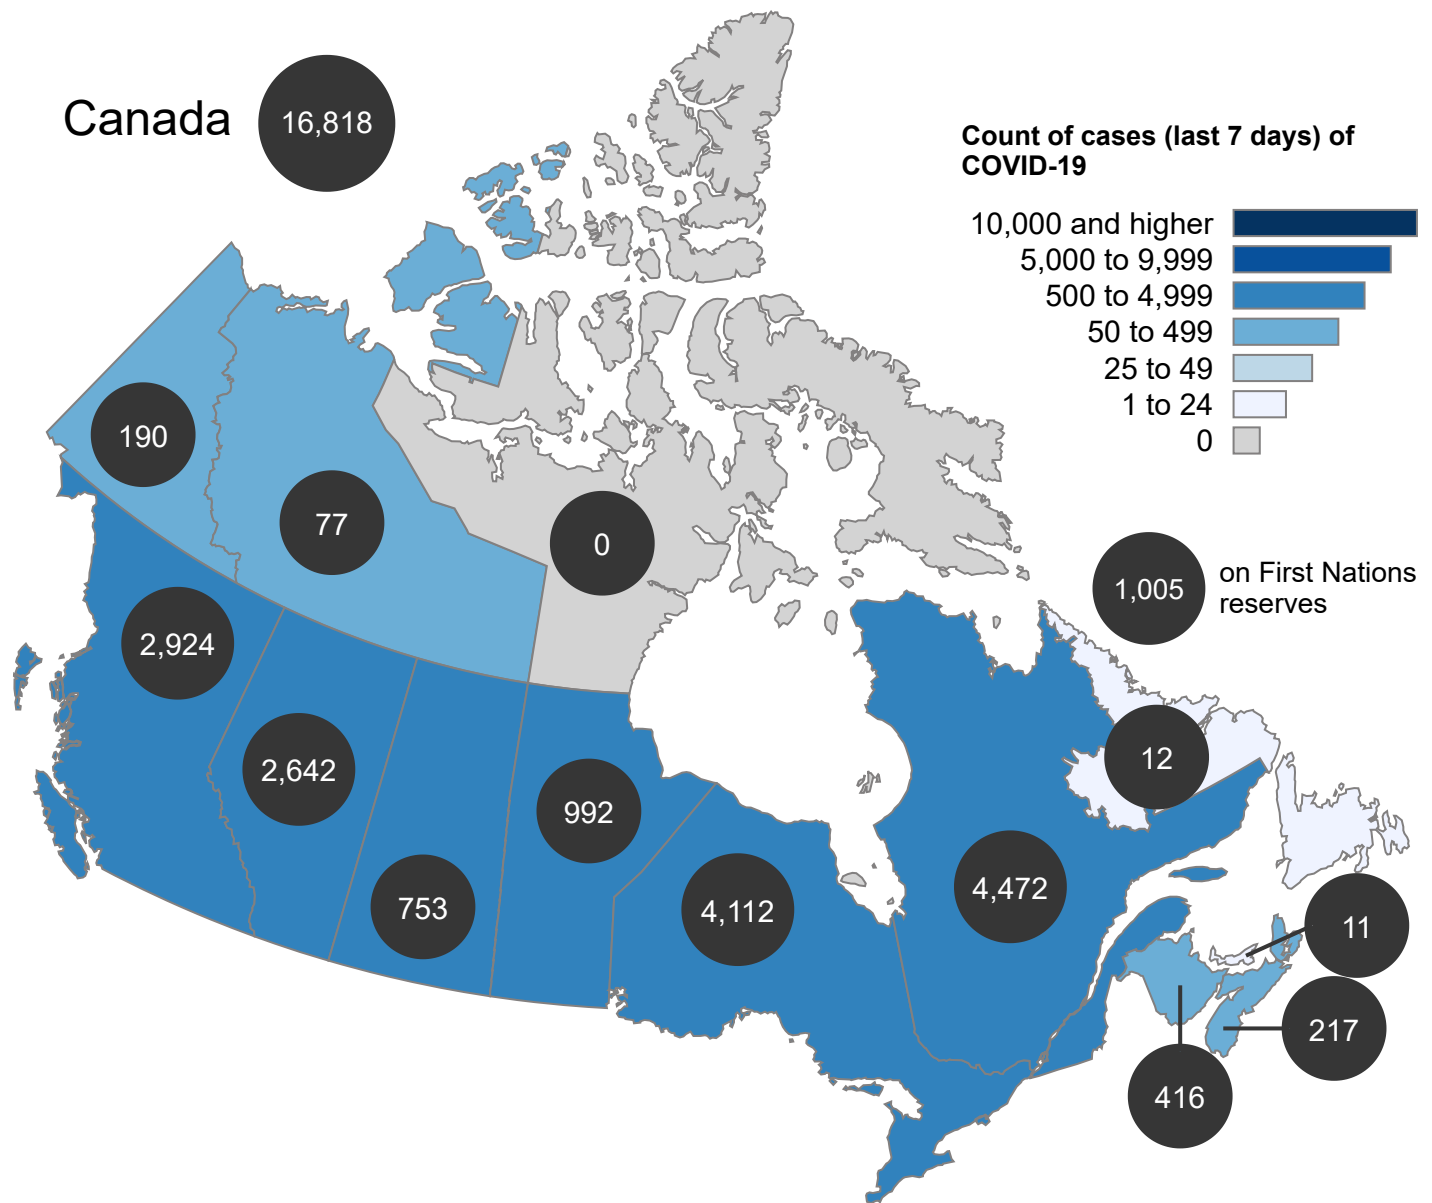 Canada
16,818
Count of cases (last 7 days) of
COVID-19
10,000 and higher
5,000 to 9,999
500 to 4,999
50 to 499
25 to 49
1 to 24
0
190
77
0
1,005
on First Nations
reserves
2,924
2,642
992
12
753
4,112
4,472
11
217
416